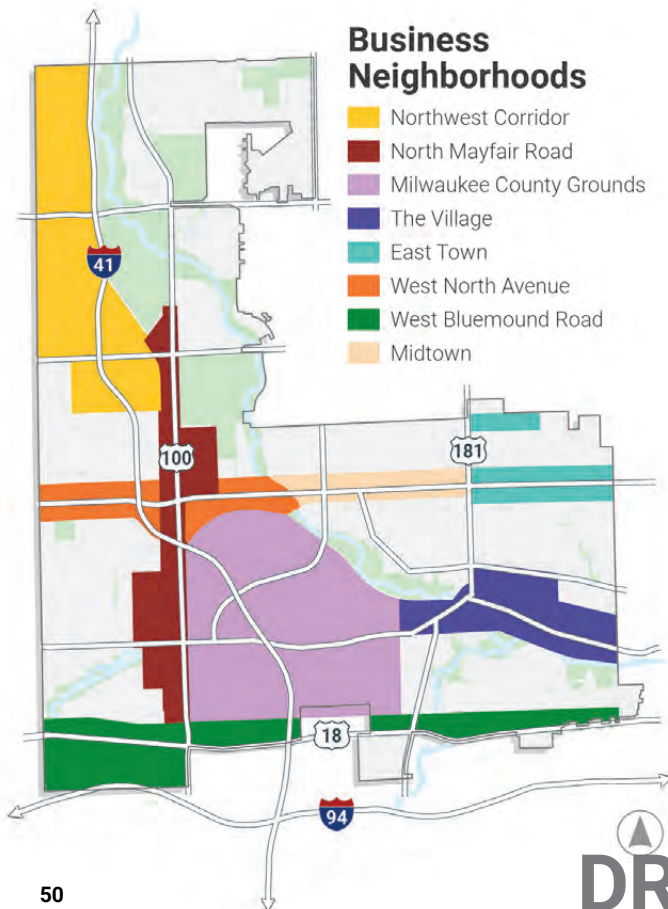 Business
Neighborhoods
Northwest Corridor
North Mayfair Road
Milwaukee County Grounds
The Village
East Town
West North Avenue
West Bluemound Road
Midtown
41
100
181
18
94
50
DR